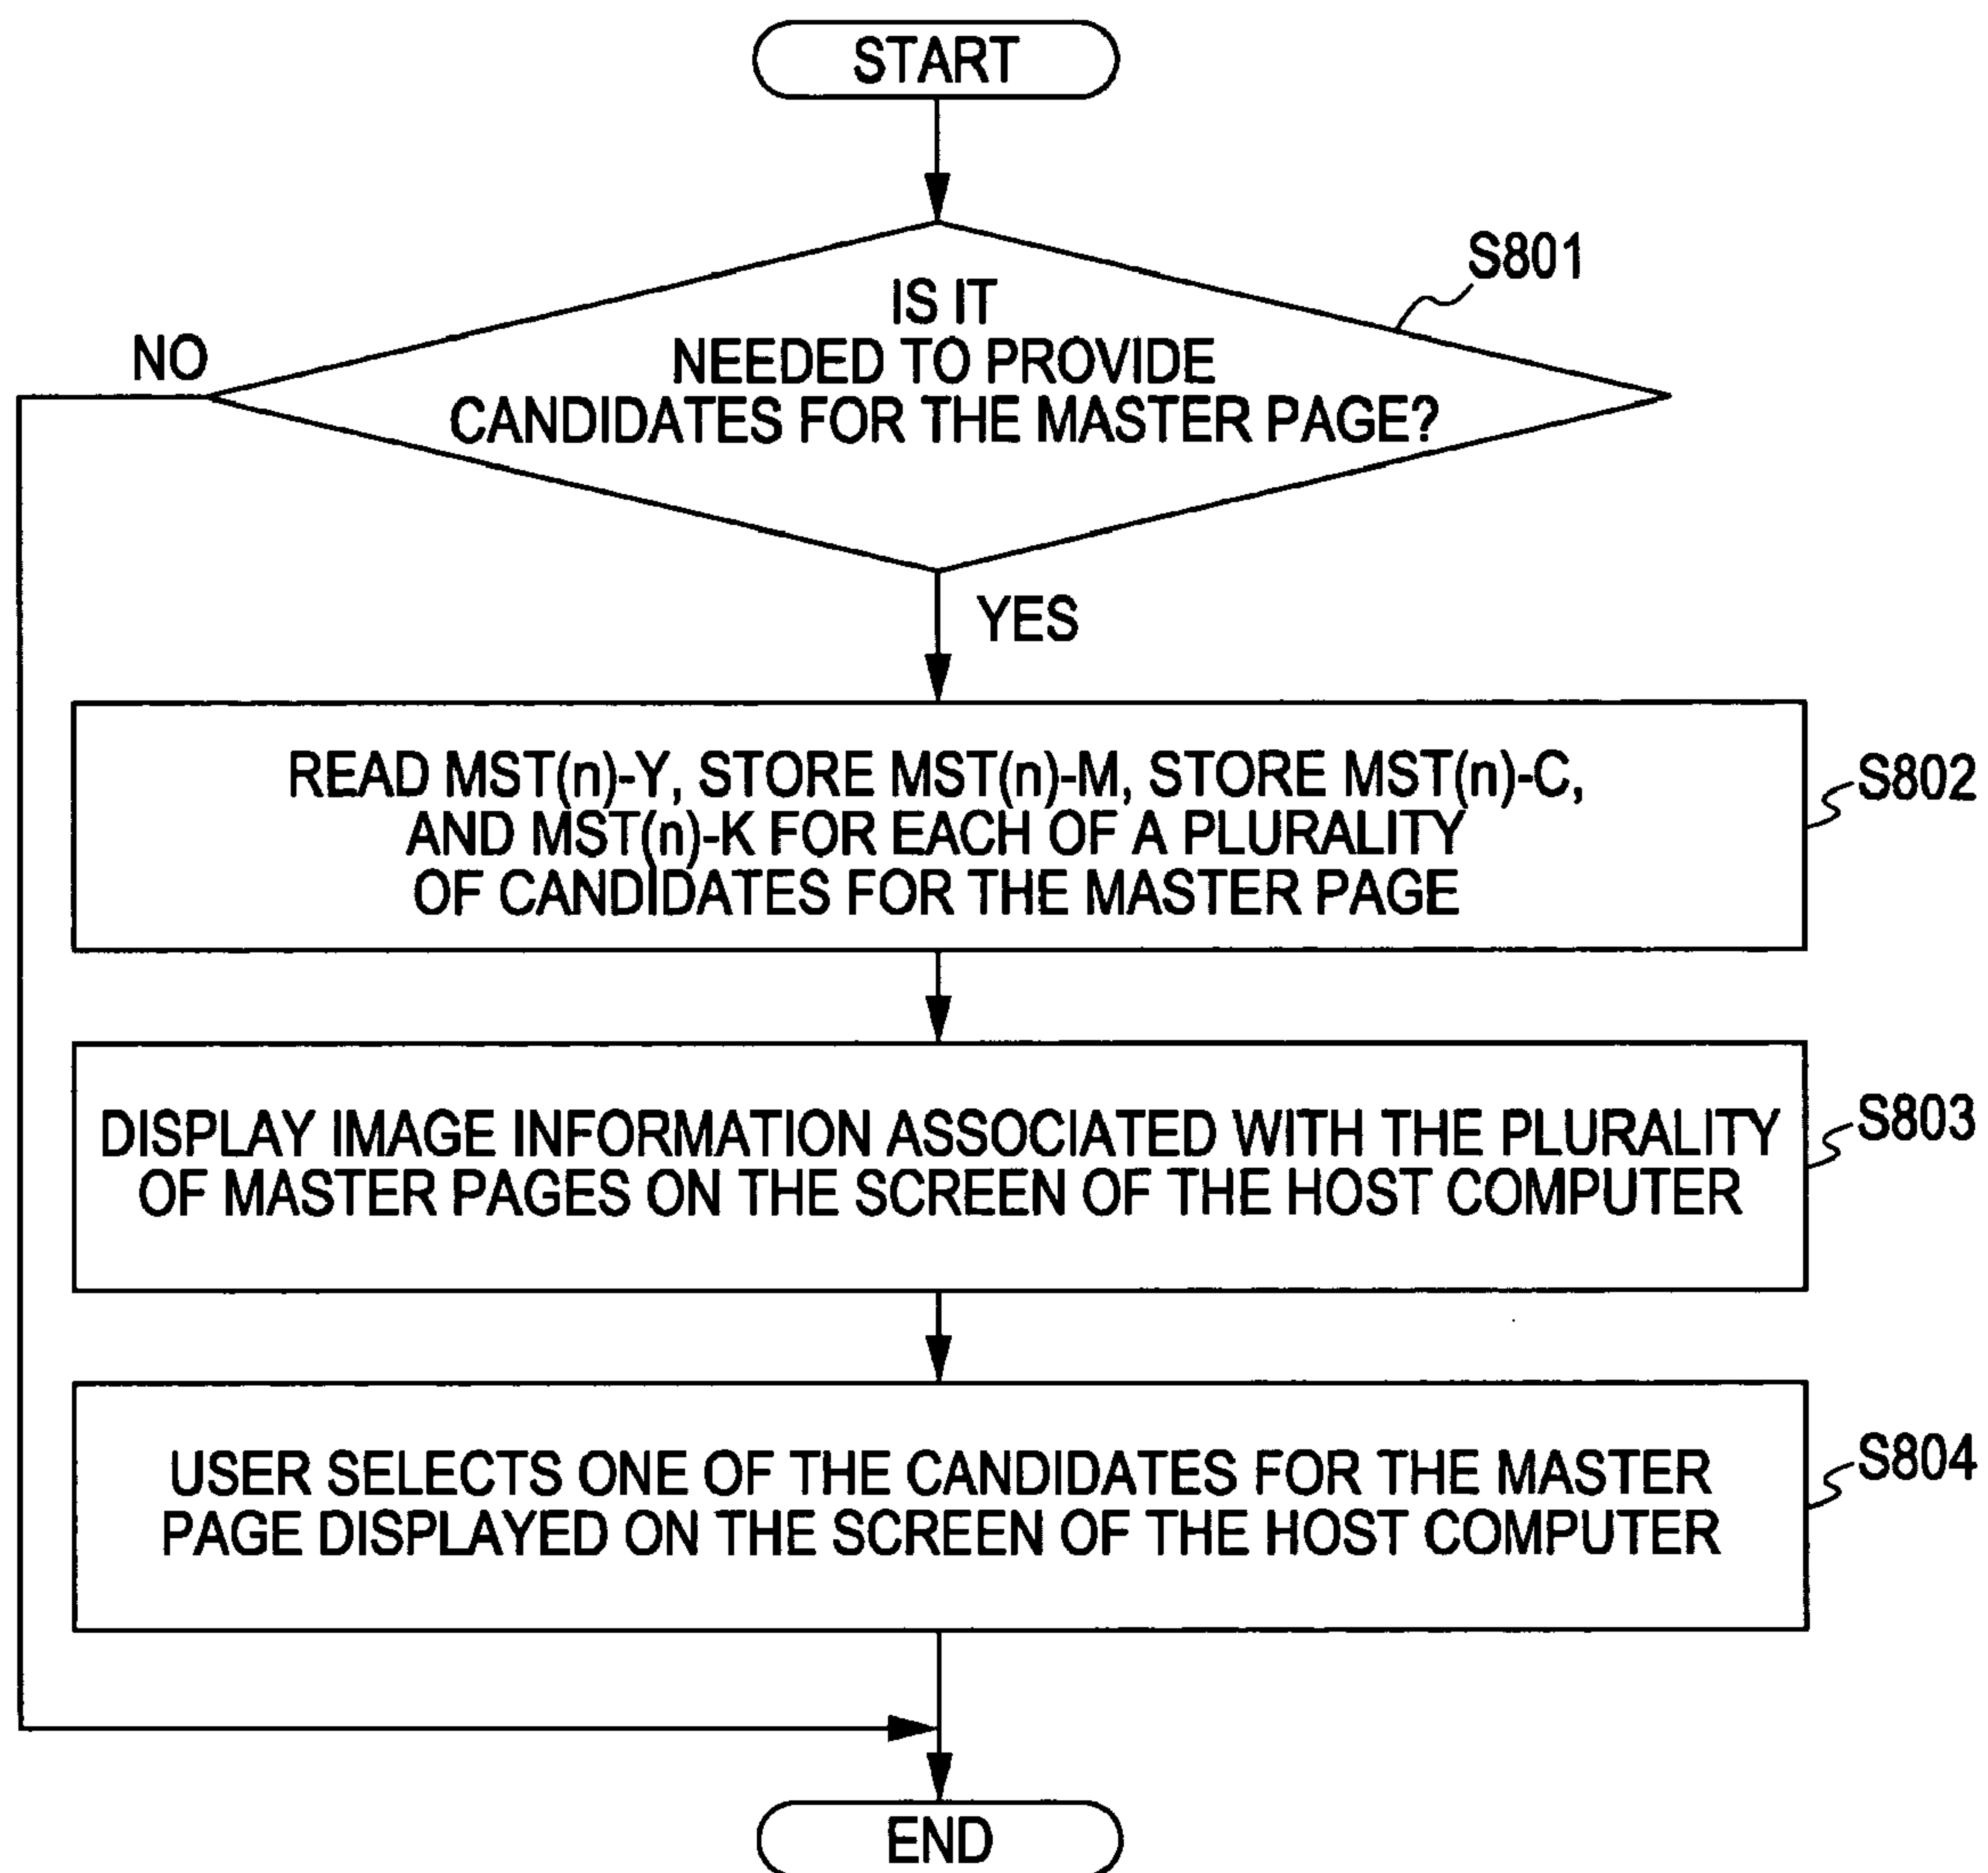 START
S801
IS IT
NEEDED TO PROVIDE
CANDIDATES FOR THE MASTER PAGE?
NO
YES
READ MST(n)-Y, STORE MST(n)-M, STORE MST(n)-C,
AND MST(n)-K FOR EACH OF A PLURALITY
OF CANDIDATES FOR THE MASTER PAGE
S802
DISPLAY IMAGE INFORMATION ASSOCIATED WITH THE PLURALITY
OF MASTER PAGES ON THE SCREEN OF THE HOST COMPUTER
S803
USER SELECTS ONE OF THE CANDIDATES FOR THE MASTER
PAGE DISPLAYED ON THE SCREEN OF THE HOST COMPUTER
S804
END